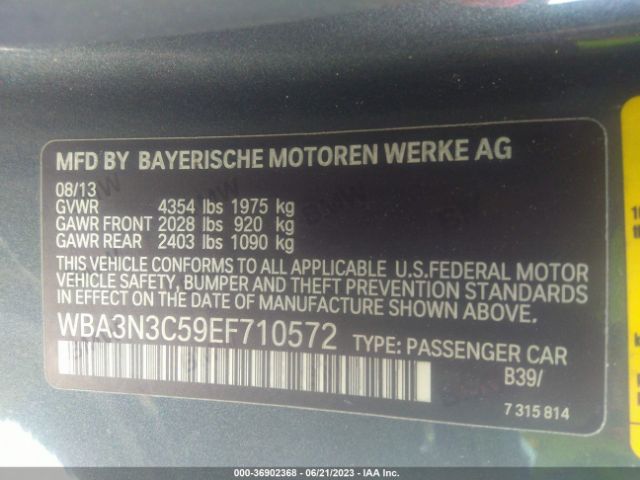 MFD BY BAYERISCHE MOTOREN WERKE AG
08/13
GVWR 4354 lbs 1975 kg
GAWR FRONT 2028 lbs 920 kg
GAWR REAR 2403 lbs 1090 kg
THIS VEHICLE CONFORMS TO ALL APPLICABLE U.S.FEDERAL MOTOR
VEHICLE SAFETY, BUMPER AND THEFT PREVENTION STANDARDS
IN EFFECT ON THE DATE OF MANUFACTURE SHOWN ABOVE.
WBA3N3C59EF710572 TYPE: PASSENGER CAR
B39/
7 315 814
000-36902368 - 06/21/2023 - IAA Inc.